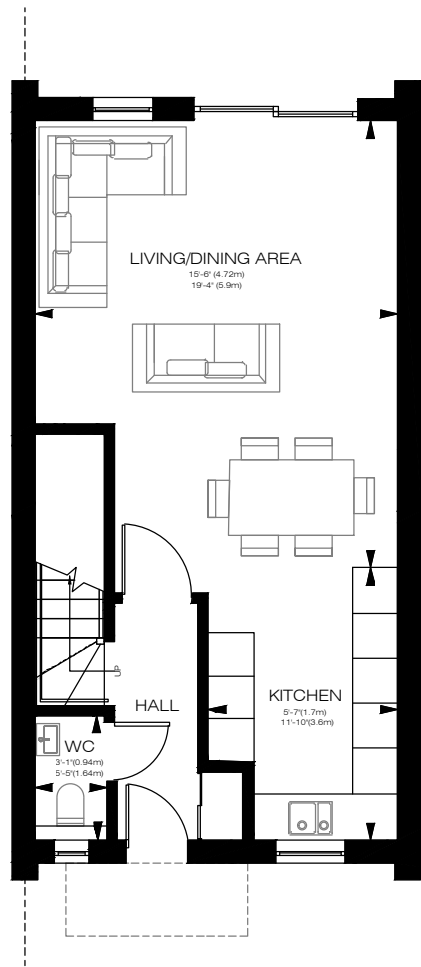 LIVING/DINING AREA
15'-6" (4.72m)
19'-4" (5.9m)
UP
HALL
KITCHEN
5'-7"(1.7m)
11'-10"(3.6m)
WC
3'-1"(0.94m)
5'-5"(1.64m)